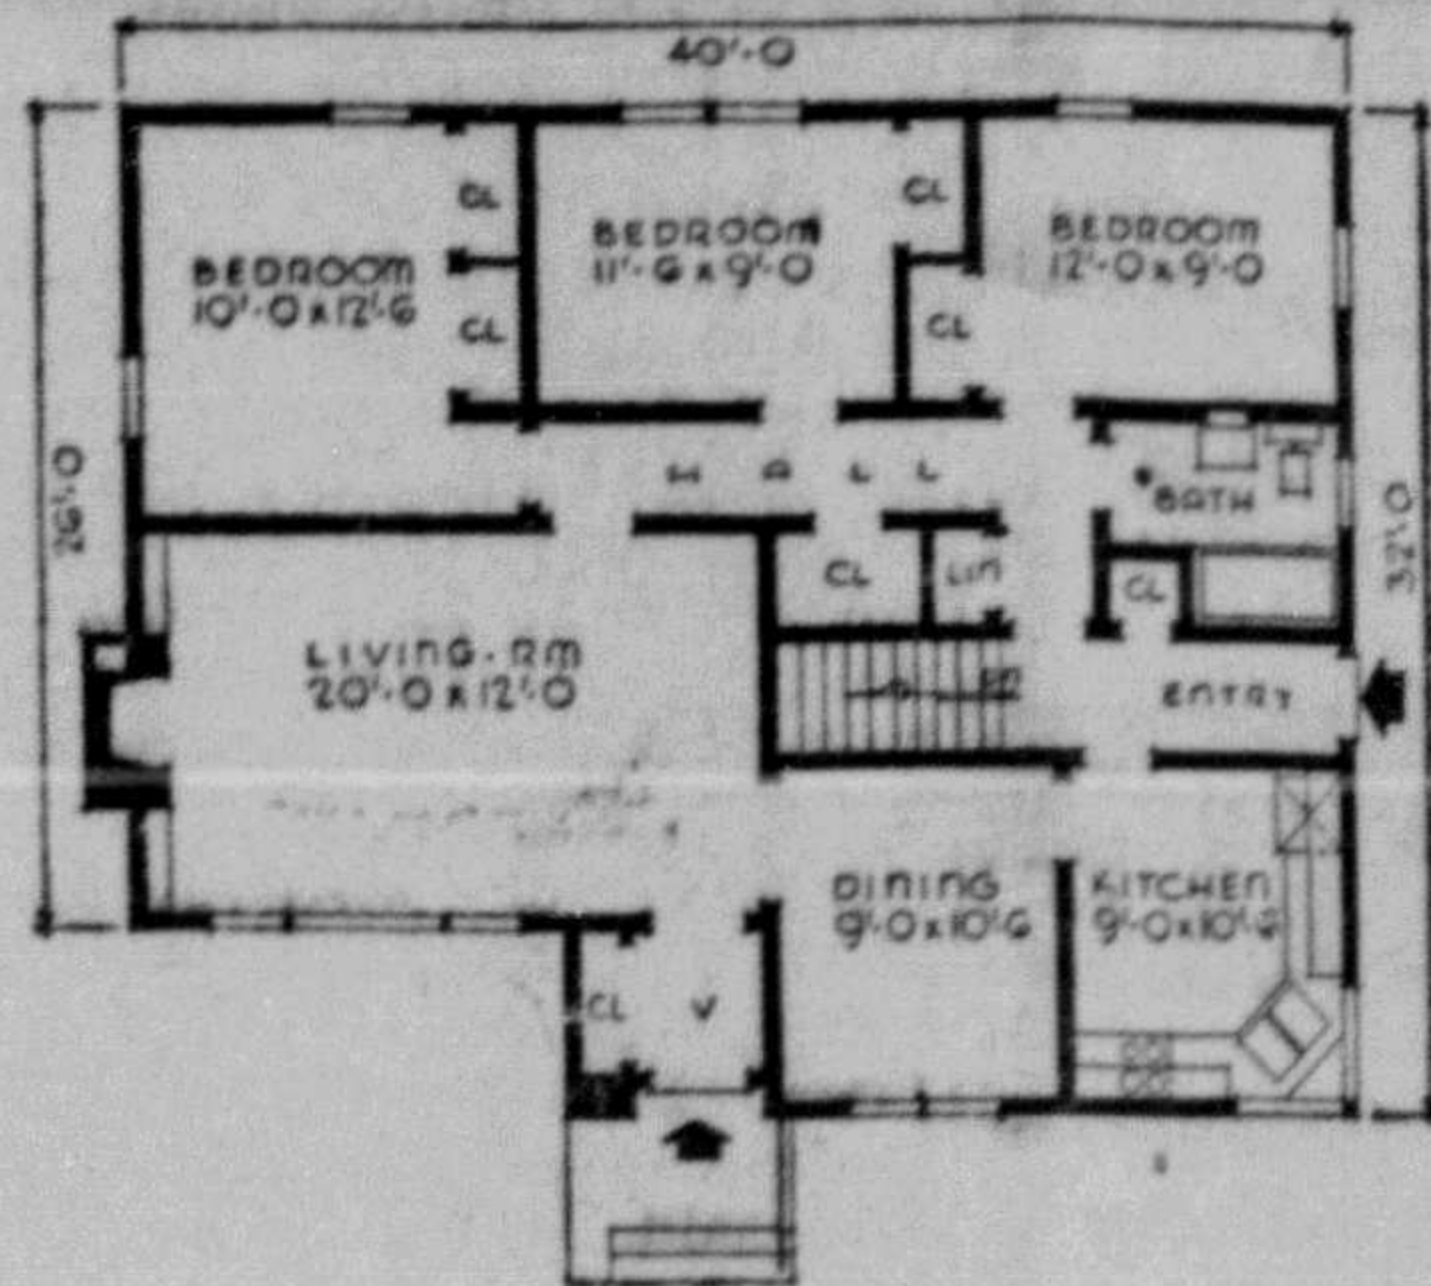 40'-0
CL
CL
BEDROOM
11'-6 x 9'-0
BEDROOM
12'-0 x 9'-0
BEDROOM
10'-0 x 12'-6
CL
CL
H A L L
BATH
26'-0
32'-0
CL
LIN
CL
LIVING-RM
20'-0 x 12'-0
ENTRY
DINING
9'-0 x 10'-6
KITCHEN
9'-0 x 10'-6
CL
V